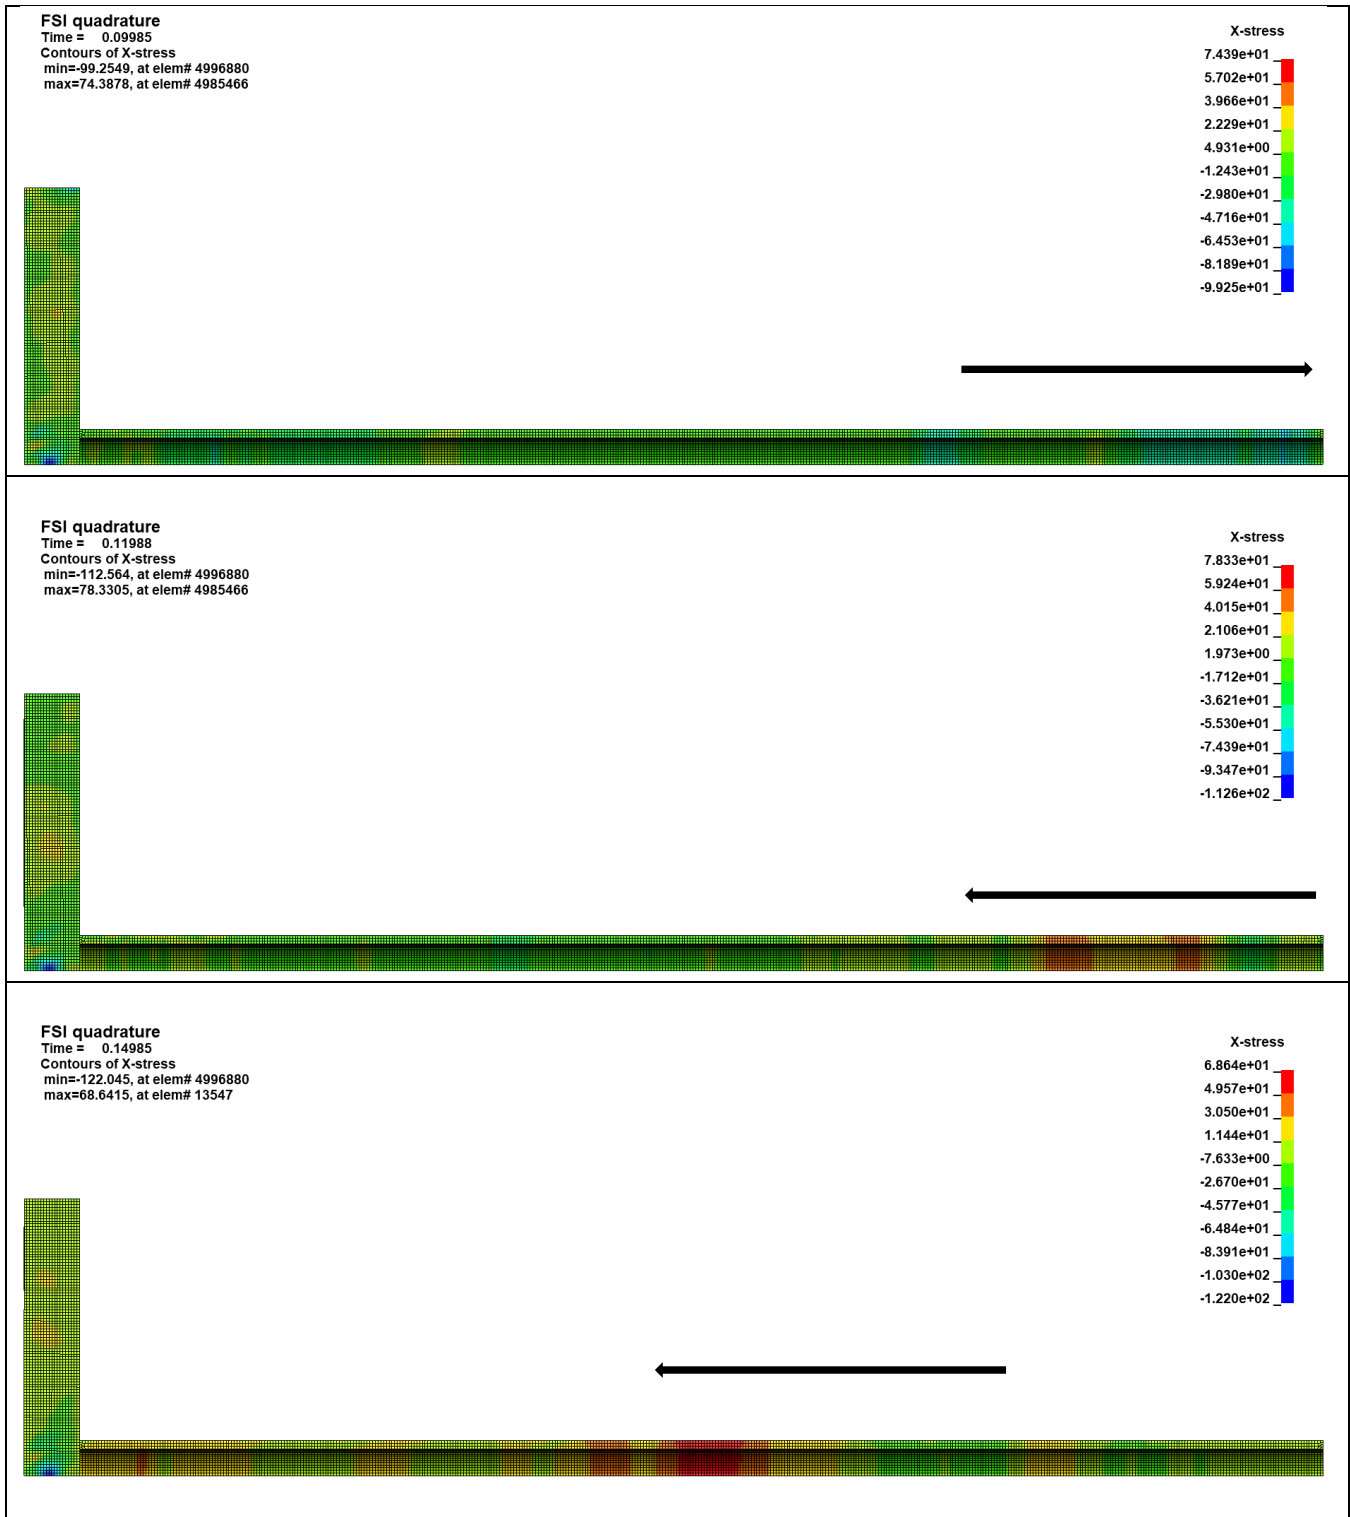 FSI quadrature
Time = 0.09985
Contours of X-stress
min=-99.2549, at elem# 4996880
max=74.3878, at elem# 4985466
X-stress
7.439e+01
5.702e+01
3.966e+01
2.229e+01
4.931e+00
-1.243e+01
-2.980e+01
-4.716e+01
-6.453e+01
-8.189e+01
-9.925e+01
FSI quadrature
Time = 0.11988
Contours of X-stress
min=-112.564, at elem# 4996880
max=78.3305, at elem# 4985466
X-stress
7.833e+01
5.924e+01
4.015e+01
2.106e+01
1.973e+00
-1.712e+01
-3.621e+01
-5.530e+01
-7.439e+01
-9.347e+01
-1.126e+02
FSI quadrature
Time = 0.14985
Contours of X-stress
min=-122.045, at elem# 4996880
max=68.6415, at elem# 13547
X-stress
6.864e+01
4.957e+01
3.050e+01
1.144e+01
-7.633e+00
-2.670e+01
-4.577e+01
-6.484e+01
-8.391e+01
-1.030e+02
-1.220e+02